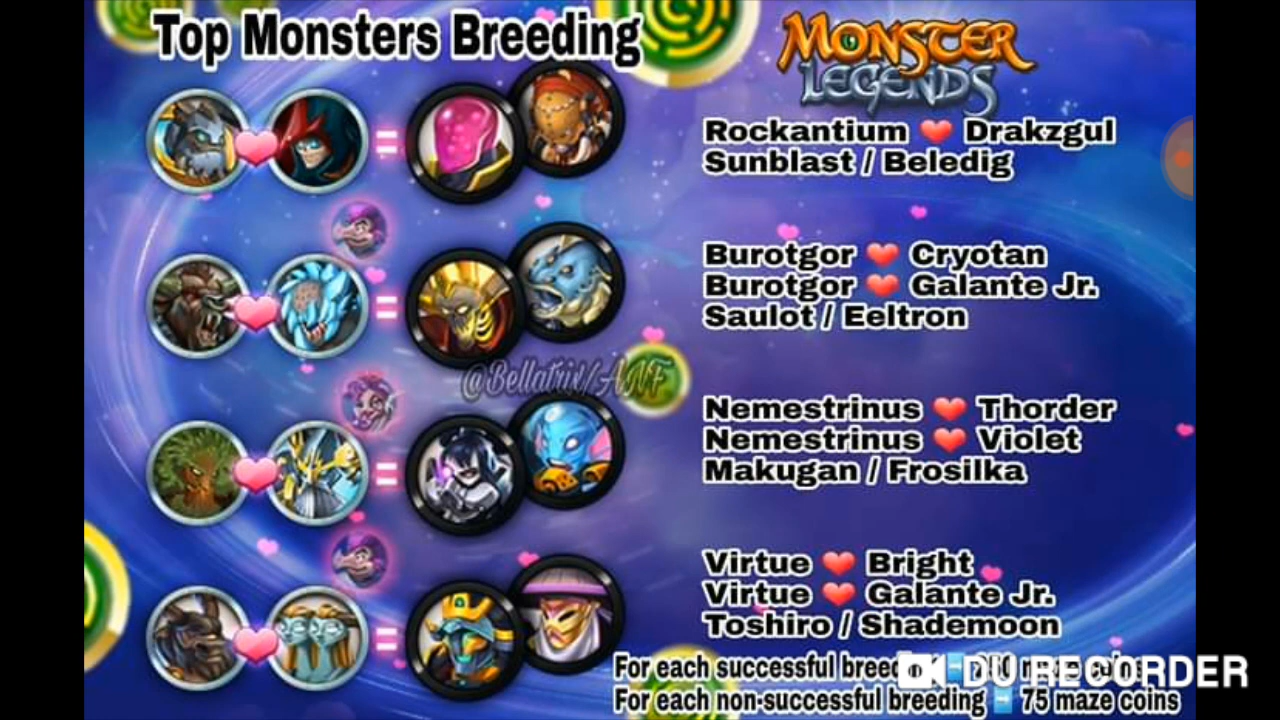 Top Monsters Breeding
MONSTER
LEGENDS
Rockantium ❤ Drakzgul
Sunblast / Beledig
Burotgor ❤ Cryotan
Burotgor ❤ Galante Jr.
Saulot / Eeltron
@Bellatrix/ANF
Nemestrinus ❤ Thorder
Nemestrinus ❤ Violet
Makugan / Frosilka
Virtue ❤ Bright
Virtue ❤ Galante Jr.
Toshiro / Shademoon
For each successful
DU RECORDER
For each non-successful breeding ➡ 75 maze coins